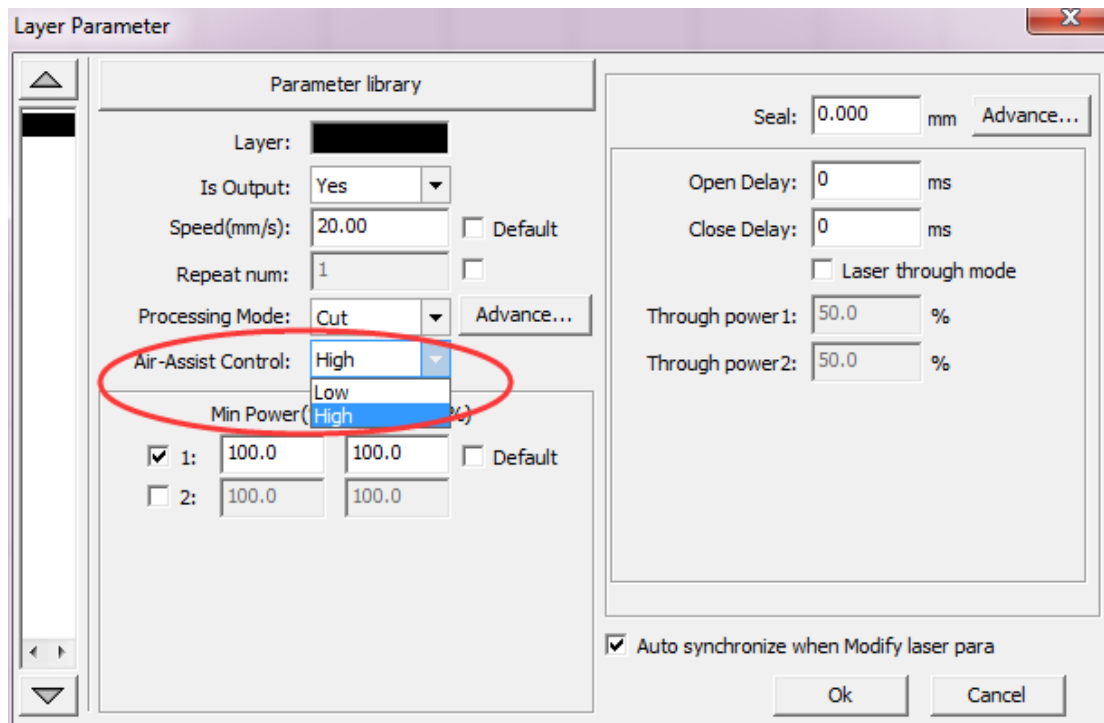 Layer Parameter
X
Parameter library
Layer:
Is Output: Yes
Speed(mm/s): 20.00 Default
Repeat num: 1
Processing Mode: Cut Advance...
Air-Assist Control: High
Low
High
Min Power( %)
1: 100.0 100.0 Default
2: 100.0 100.0
Seal: 0.000 mm Advance...
Open Delay: 0 ms
Close Delay: 0 ms
Laser through mode
Through power1: 50.0 %
Through power2: 50.0 %
Auto synchronize when Modify laser para
Ok Cancel